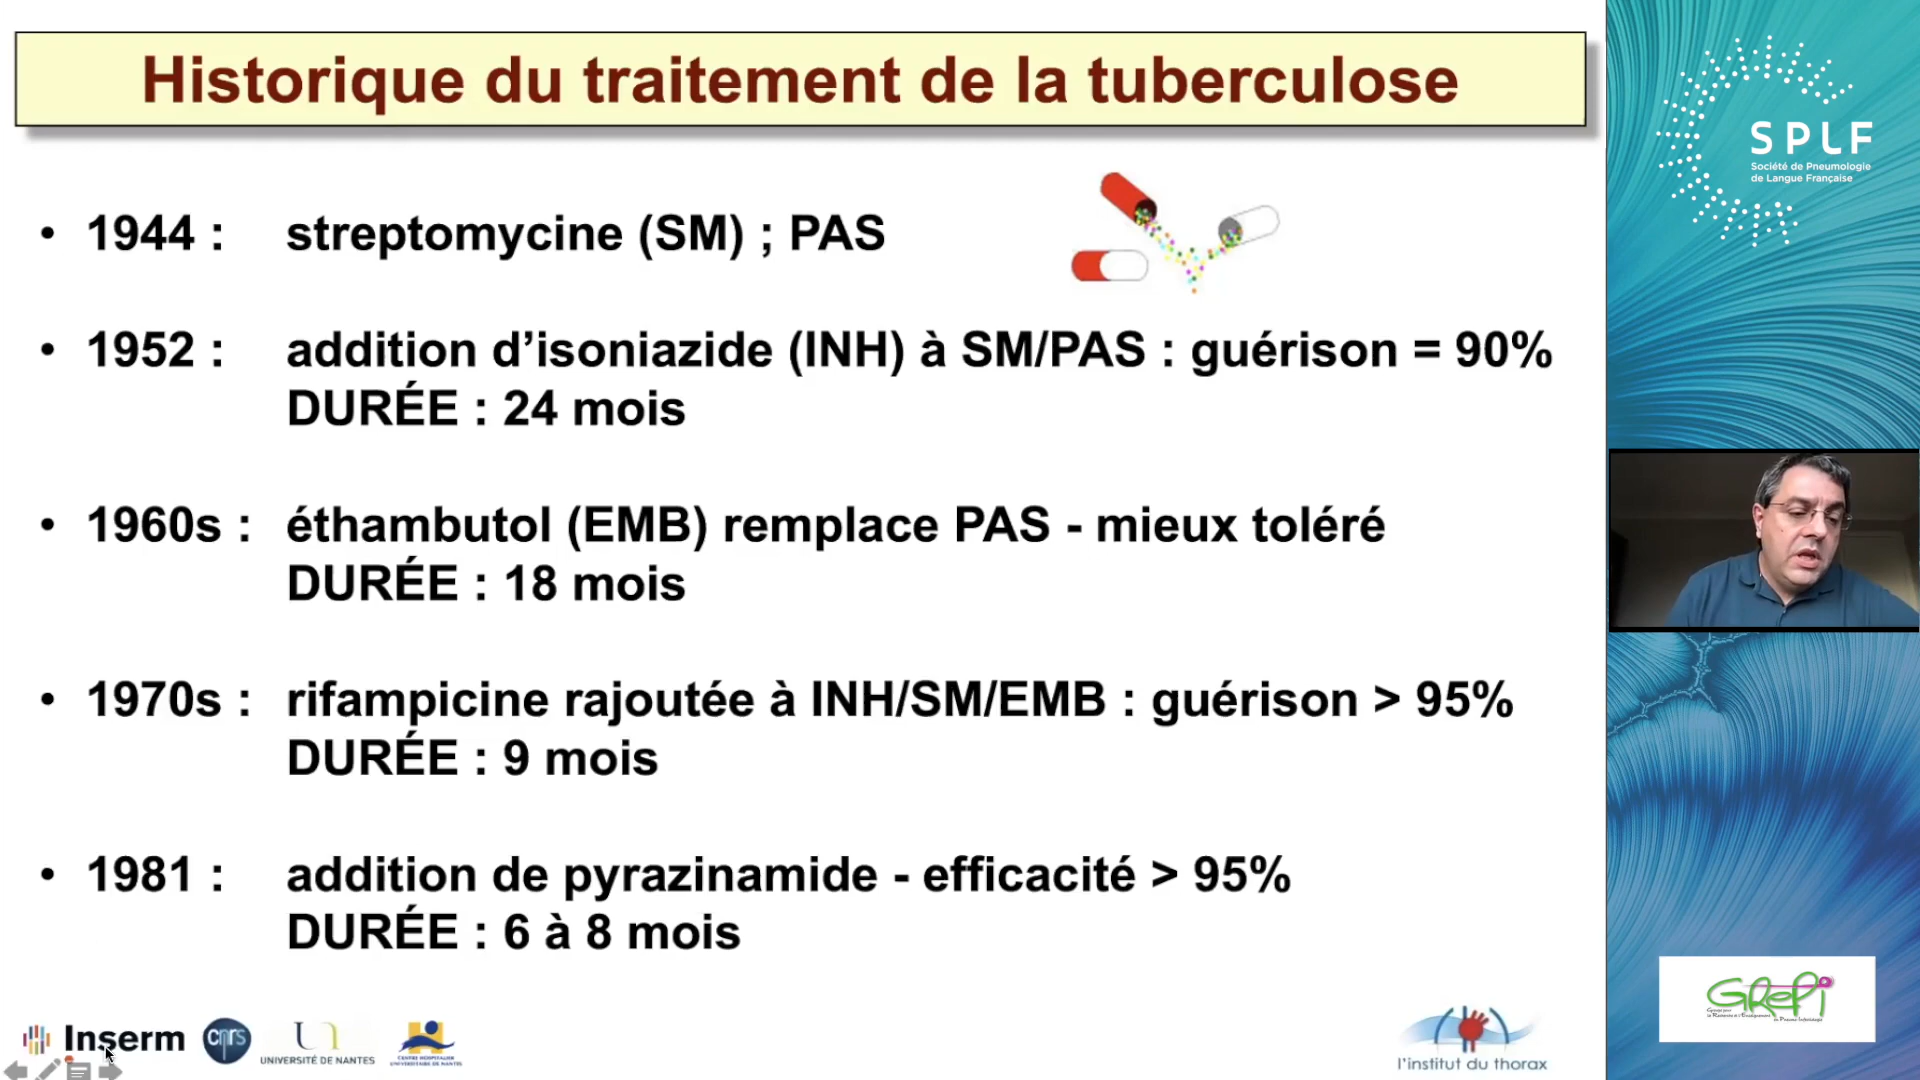 Historique du traitement de la tuberculose
• 1944 : streptomycine (SM) ; PAS
• 1952 : addition d’isoniazide (INH) à SM/PAS : guérison = 90%
DURÉE : 24 mois
• 1960s : éthambutol (EMB) remplace PAS - mieux toléré
DURÉE : 18 mois
• 1970s : rifampicine rajoutée à INH/SM/EMB : guérison > 95%
DURÉE : 9 mois
• 1981 : addition de pyrazinamide - efficacité > 95%
DURÉE : 6 à 8 mois
Inserm
cnrs
UNIVERSITÉ DE NANTES
CENTRE HOSPITALIER
UNIVERSITAIRE DE NANTES
l'institut du thorax
SPLF
Société de Pneumologie
de Langue Française
GREPI